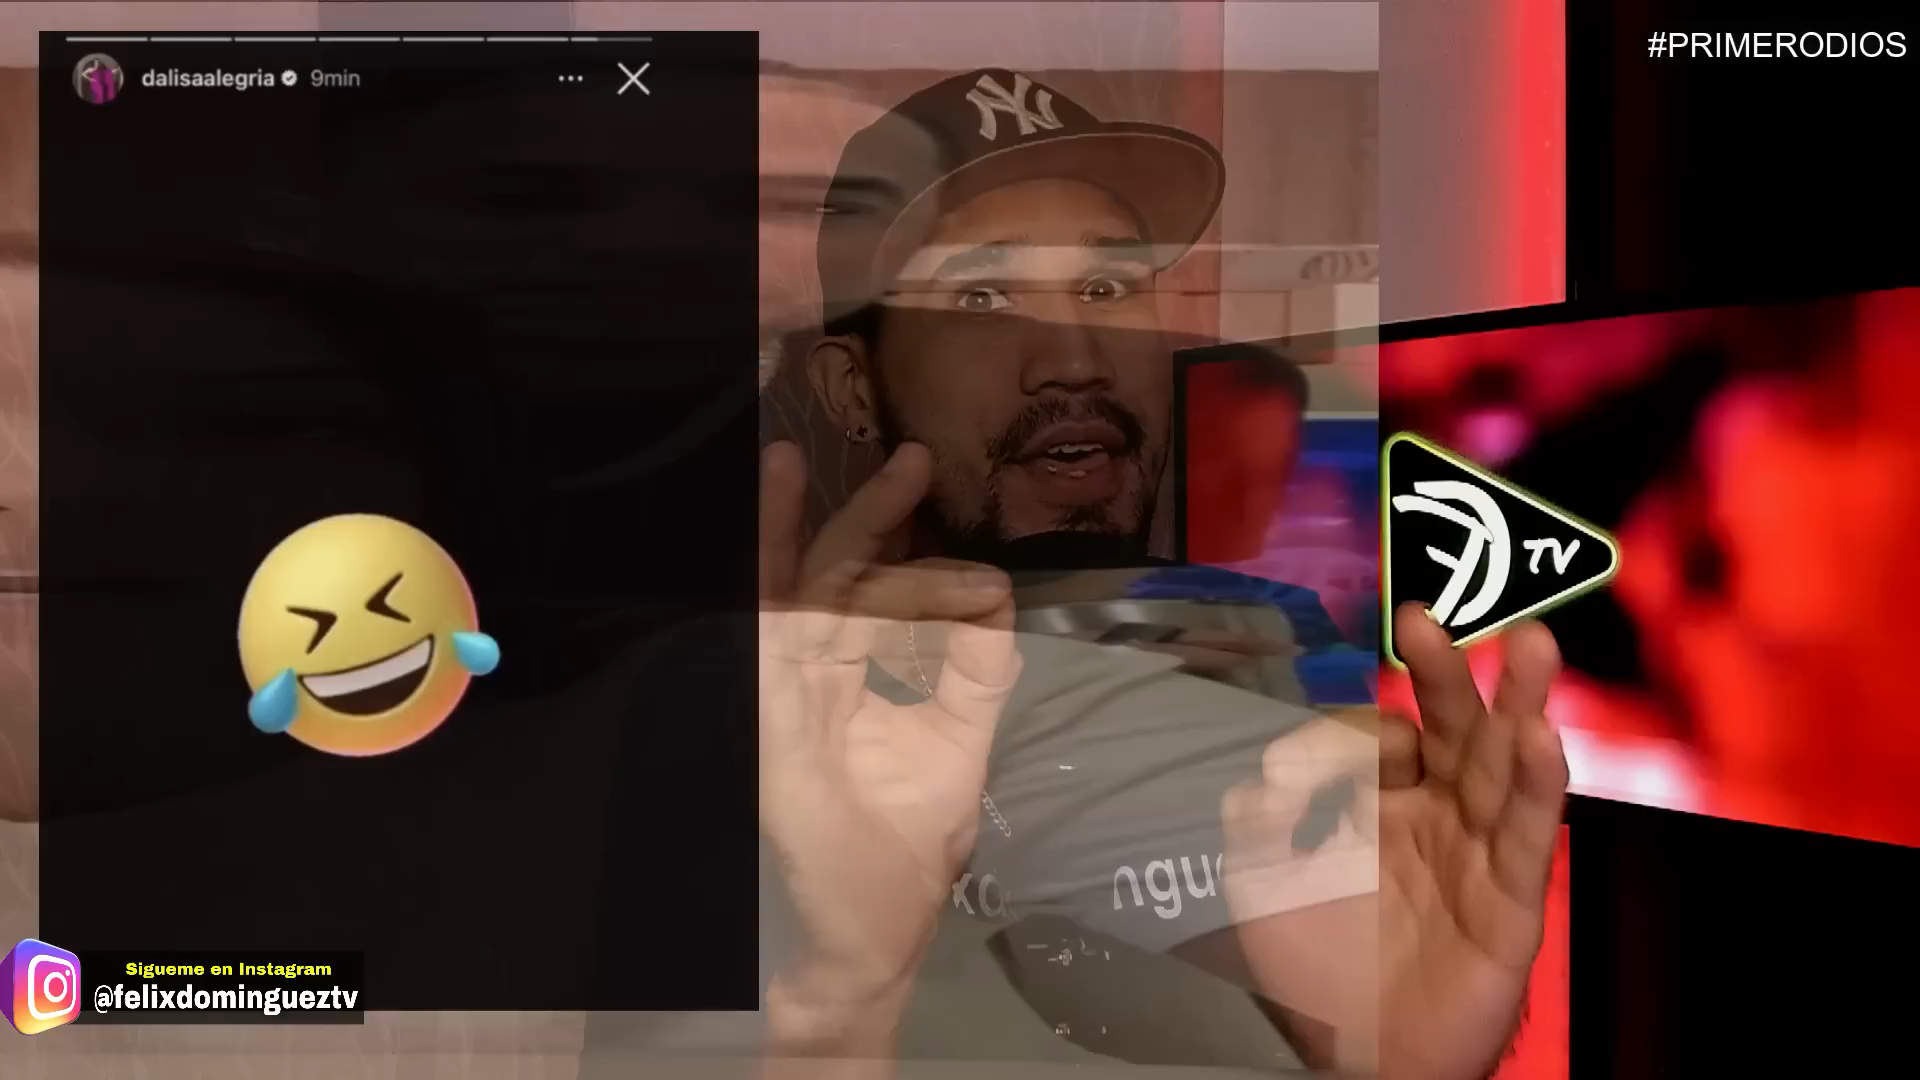 dalisaalegria 9min
#PRIMERODIOS
NY
TV
ngu
Sigueme en Instagram
@felixdomingueztv